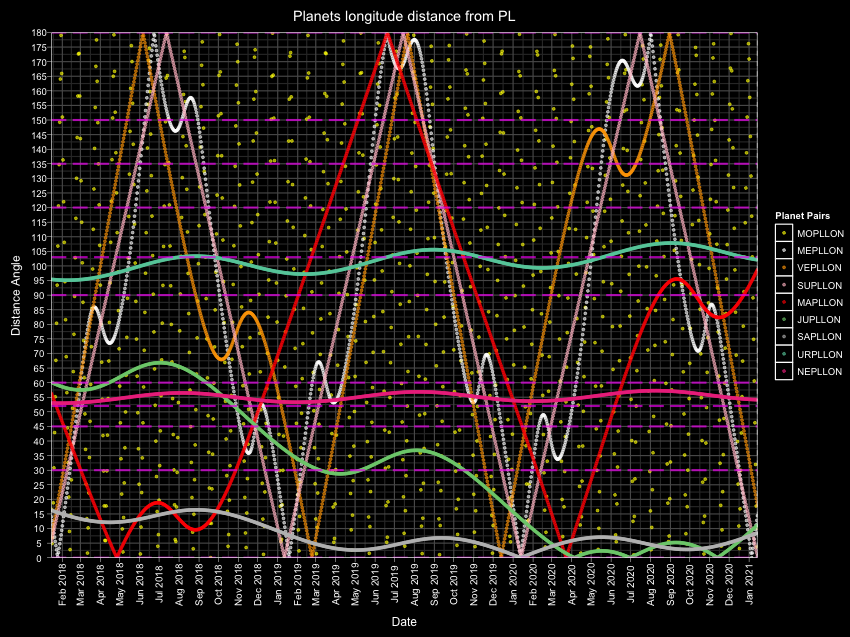 Planets longitude distance from PL
180
175
170
165
160
155
150
145
140
135
130
125
120
115
110
105
100
95
90
85
80
75
70
65
60
55
50
45
40
35
30
25
20
15
10
5
0
Distance Angle
Feb 2018
Mar 2018
Apr 2018
May 2018
Jun 2018
Jul 2018
Aug 2018
Sep 2018
Oct 2018
Nov 2018
Dec 2018
Jan 2019
Feb 2019
Mar 2019
Apr 2019
May 2019
Jun 2019
Jul 2019
Aug 2019
Sep 2019
Oct 2019
Nov 2019
Dec 2019
Jan 2020
Feb 2020
Mar 2020
Apr 2020
May 2020
Jun 2020
Jul 2020
Aug 2020
Sep 2020
Oct 2020
Nov 2020
Dec 2020
Jan 2021
Date
Planet Pairs
MOPLLON
MEPLLON
VEPLLON
SUPLLON
MAPLLON
JUPLLON
SAPLLON
URPLLON
NEPLLON